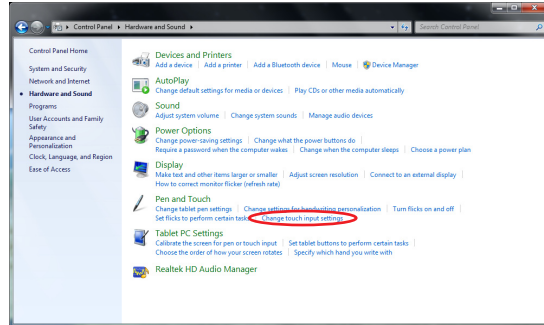 Control Panel ▸ Hardware and Sound ▸
Search Control Panel
Control Panel Home
System and Security
Network and Internet
Hardware and Sound
Programs
User Accounts and Family
Safety
Appearance and
Personalization
Clock, Language, and Region
Ease of Access
Devices and Printers
Add a device | Add a printer | Add a Bluetooth device | Mouse | Device Manager
AutoPlay
Change default settings for media or devices | Play CDs or other media automatically
Sound
Adjust system volume | Change system sounds | Manage audio devices
Power Options
Change power-saving settings | Change what the power buttons do |
Require a password when the computer wakes | Change when the computer sleeps | Choose a power plan
Display
Make text and other items larger or smaller | Adjust screen resolution | Connect to an external display |
How to correct monitor flicker (refresh rate)
Pen and Touch
Change tablet pen settings | Change settings for handwriting personalization | Turn flicks on and off |
Set flicks to perform certain tasks | Change touch input settings
Tablet PC Settings
Calibrate the screen for pen or touch input | Set tablet buttons to perform certain tasks |
Choose the order of how your screen rotates | Specify which hand you write with
Realtek HD Audio Manager